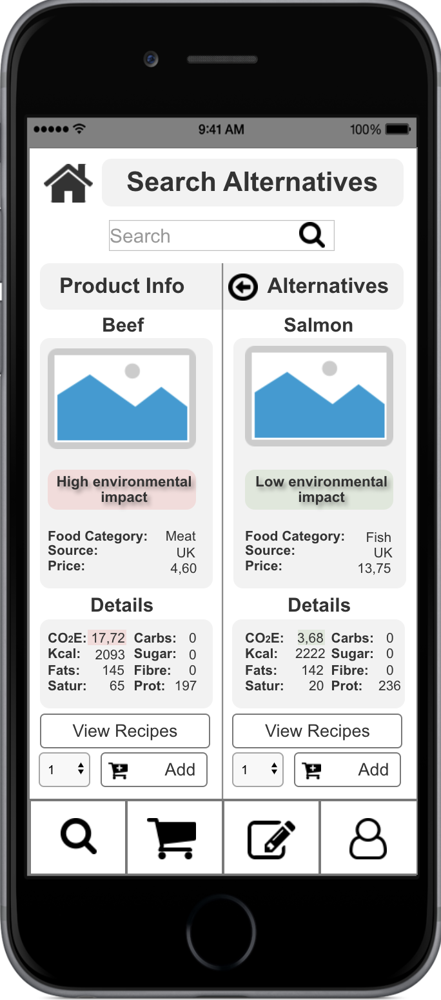 9:41 AM
100%
Search Alternatives
Search
Product Info
Alternatives
Beef
High environmental
impact
Food Category: Meat
Source: UK
Price: 4,60
Details
CO2E: 17,72 Carbs: 0
Kcal: 2093 Sugar: 0
Fats: 145 Fibre: 0
Satur: 65 Prot: 197
View Recipes
1
Add
Salmon
Low environmental
impact
Food Category: Fish
Source: UK
Price: 13,75
Details
CO2E: 3,68 Carbs: 0
Kcal: 2222 Sugar: 0
Fats: 142 Fibre: 0
Satur: 20 Prot: 236
View Recipes
1
Add